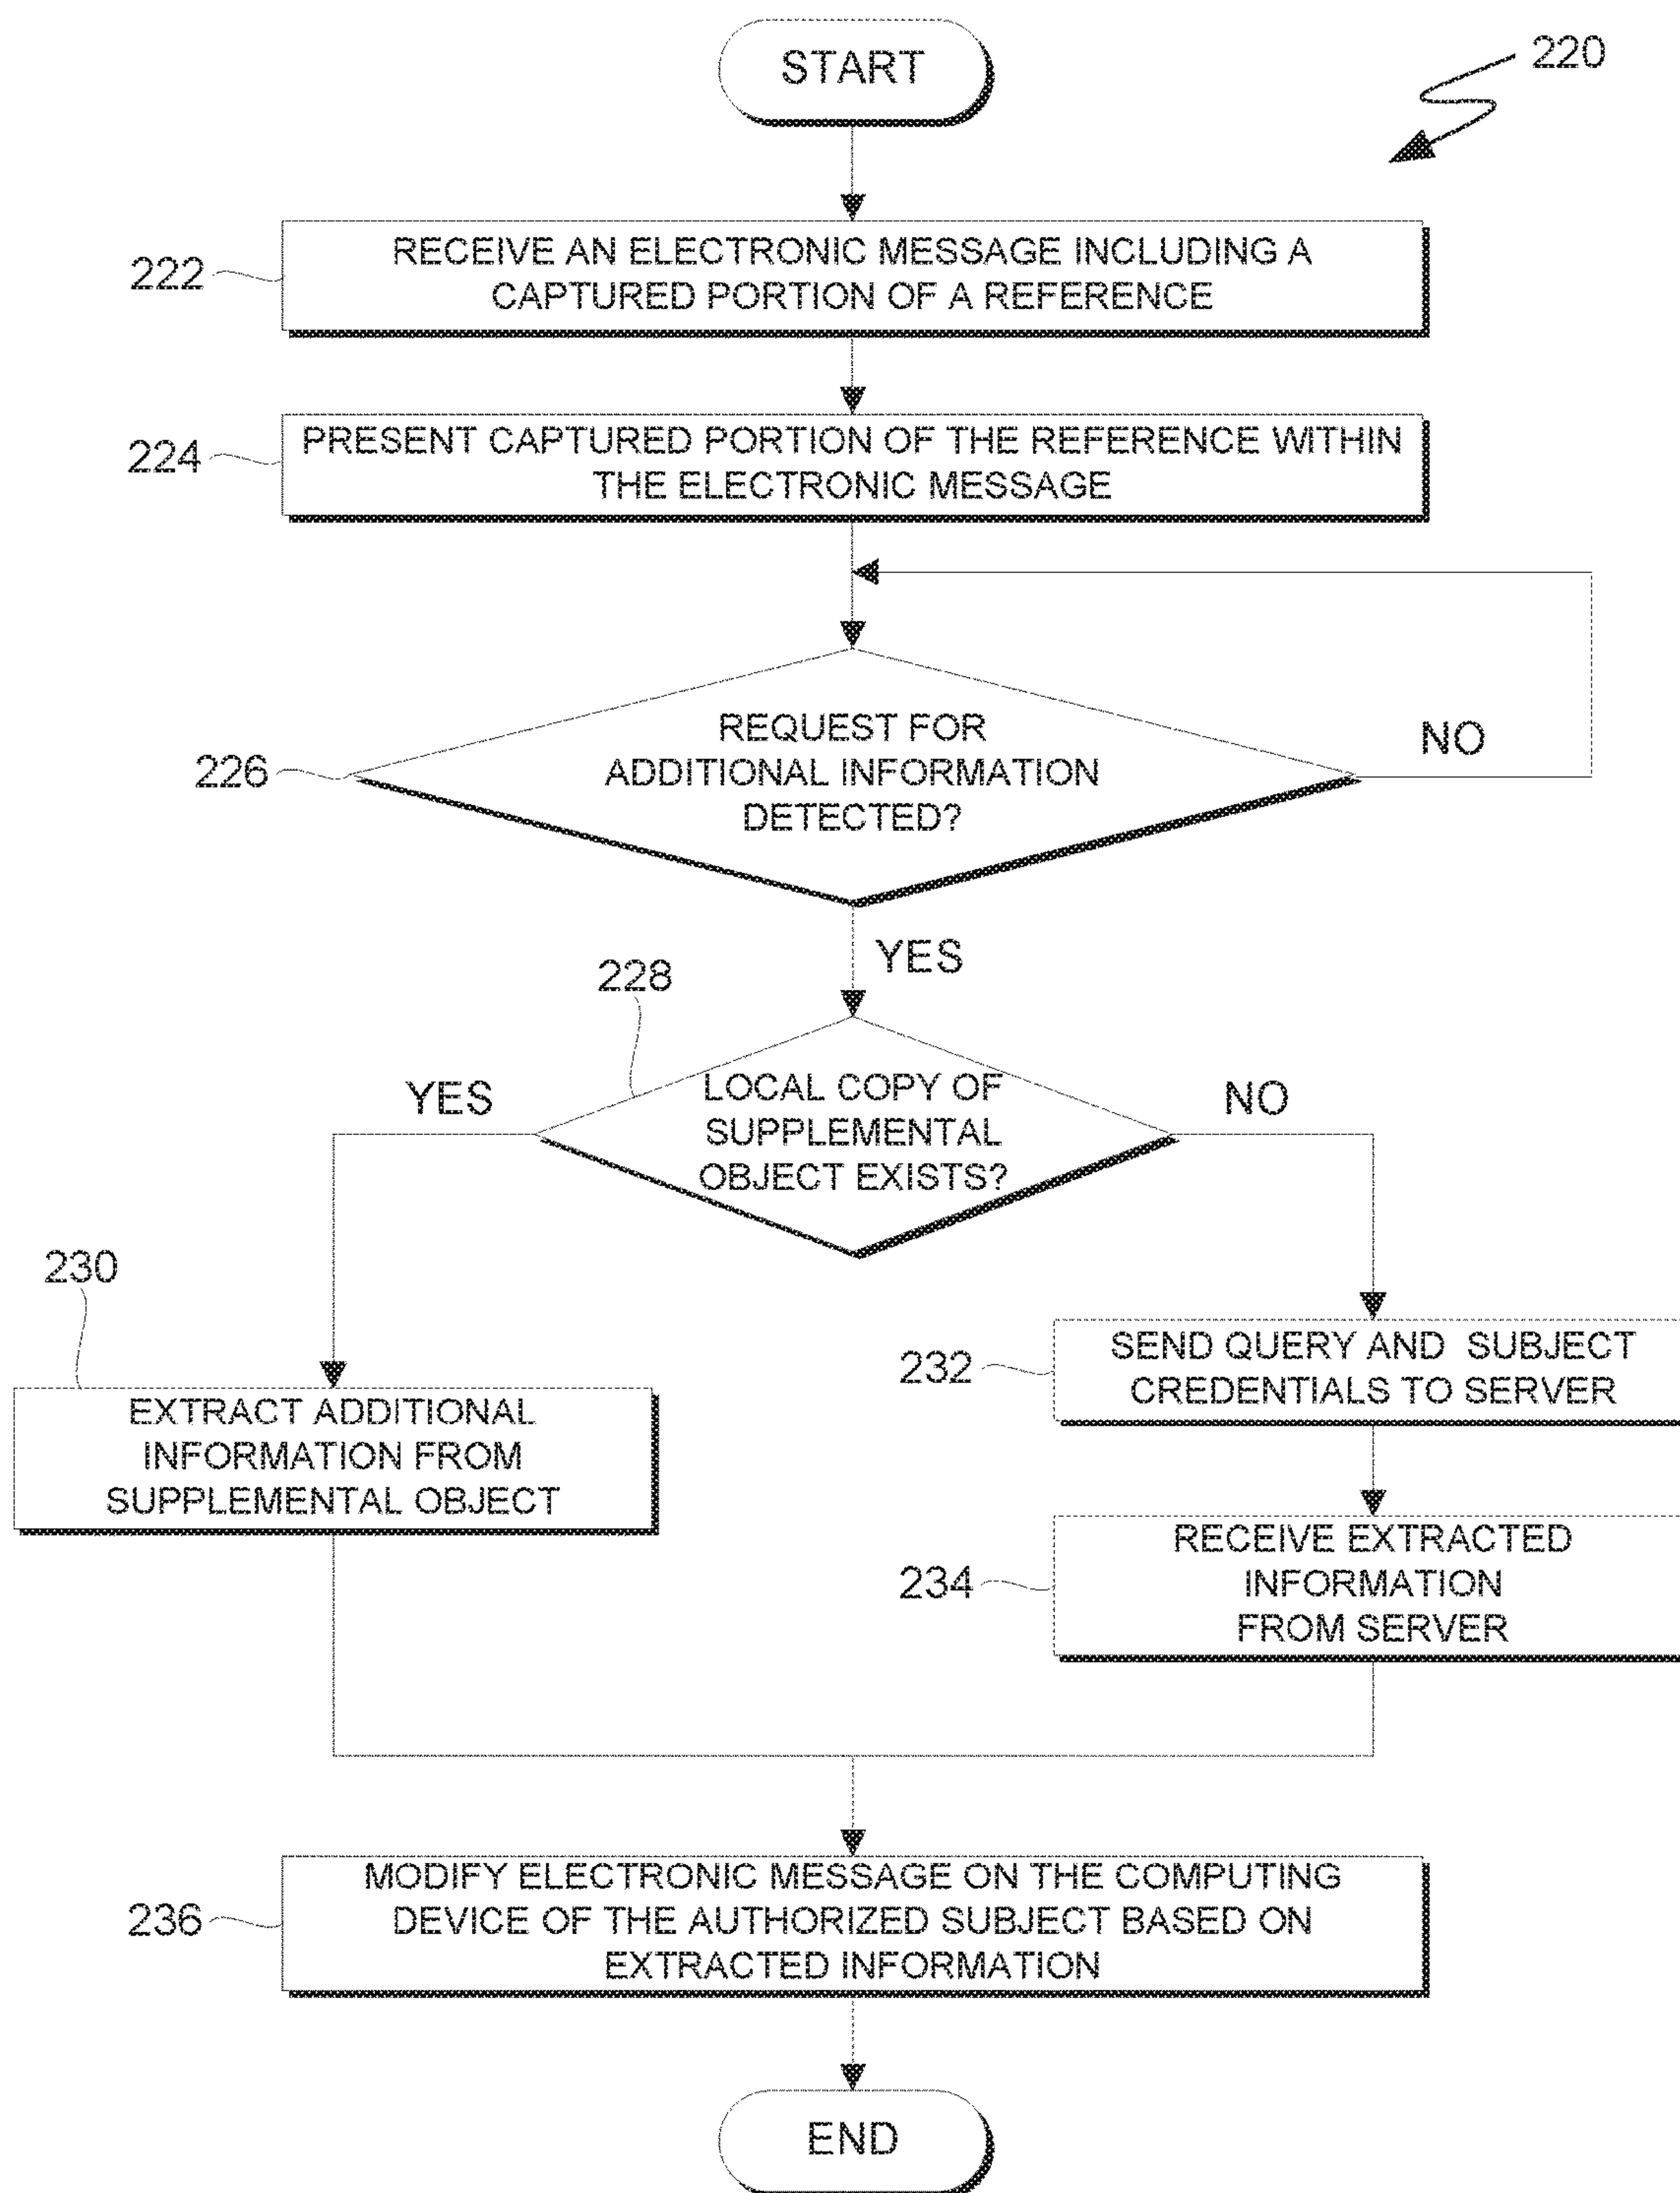 START
220
222
RECEIVE AN ELECTRONIC MESSAGE INCLUDING A
CAPTURED PORTION OF A REFERENCE
224
PRESENT CAPTURED PORTION OF THE REFERENCE WITHIN
THE ELECTRONIC MESSAGE
226
REQUEST FOR
ADDITIONAL INFORMATION
DETECTED?
NO
YES
228
LOCAL COPY OF
SUPPLEMENTAL
OBJECT EXISTS?
YES
NO
230
EXTRACT ADDITIONAL
INFORMATION FROM
SUPPLEMENTAL OBJECT
232
SEND QUERY AND SUBJECT
CREDENTIALS TO SERVER
234
RECEIVE EXTRACTED
INFORMATION
FROM SERVER
236
MODIFY ELECTRONIC MESSAGE ON THE COMPUTING
DEVICE OF THE AUTHORIZED SUBJECT BASED ON
EXTRACTED INFORMATION
END